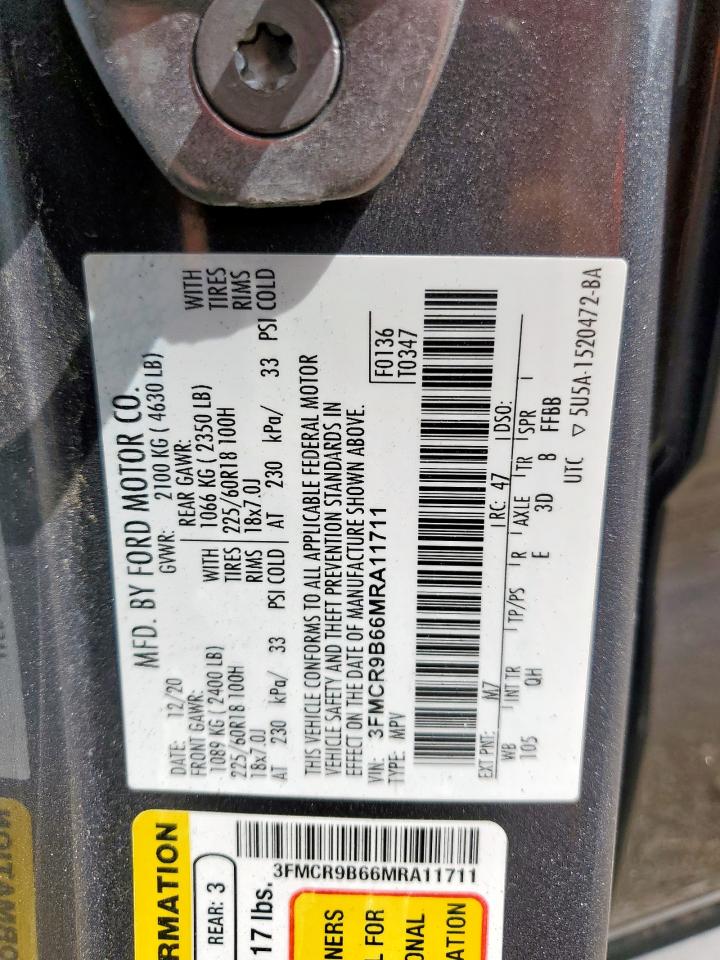 MFD. BY FORD MOTOR CO.
DATE: 12/20 GVWR: 2100 KG ( 4630 LB)
FRONT GAWR: REAR GAWR:
1089 KG ( 2400 LB) WITH 1066 KG ( 2350 LB) WITH
225/60R18 100H TIRES 225/60R18 100H TIRES
18x7.0J RIMS 18x7.0J RIMS
AT 230 kPa/ 33 PSI COLD AT 230 kPa/ 33 PSI COLD
THIS VEHICLE CONFORMS TO ALL APPLICABLE FEDERAL MOTOR
VEHICLE SAFETY AND THEFT PREVENTION STANDARDS IN
EFFECT ON THE DATE OF MANUFACTURE SHOWN ABOVE.
VIN: 3FMCR9B66MRA11711 F0136
TYPE: MPV T0347
EXT PNT: M7 RC: 47 DSO:
WB INT TR TP/PS R AXLE TR SPR
105 QH E 3D 8 FFBB
UTC ▽ 5U5A-1520472-BA
RMATION
REAR: 3
17 lbs.
3FMCR9B66MRA11711
NERS
L FOR
ONAL
ATION